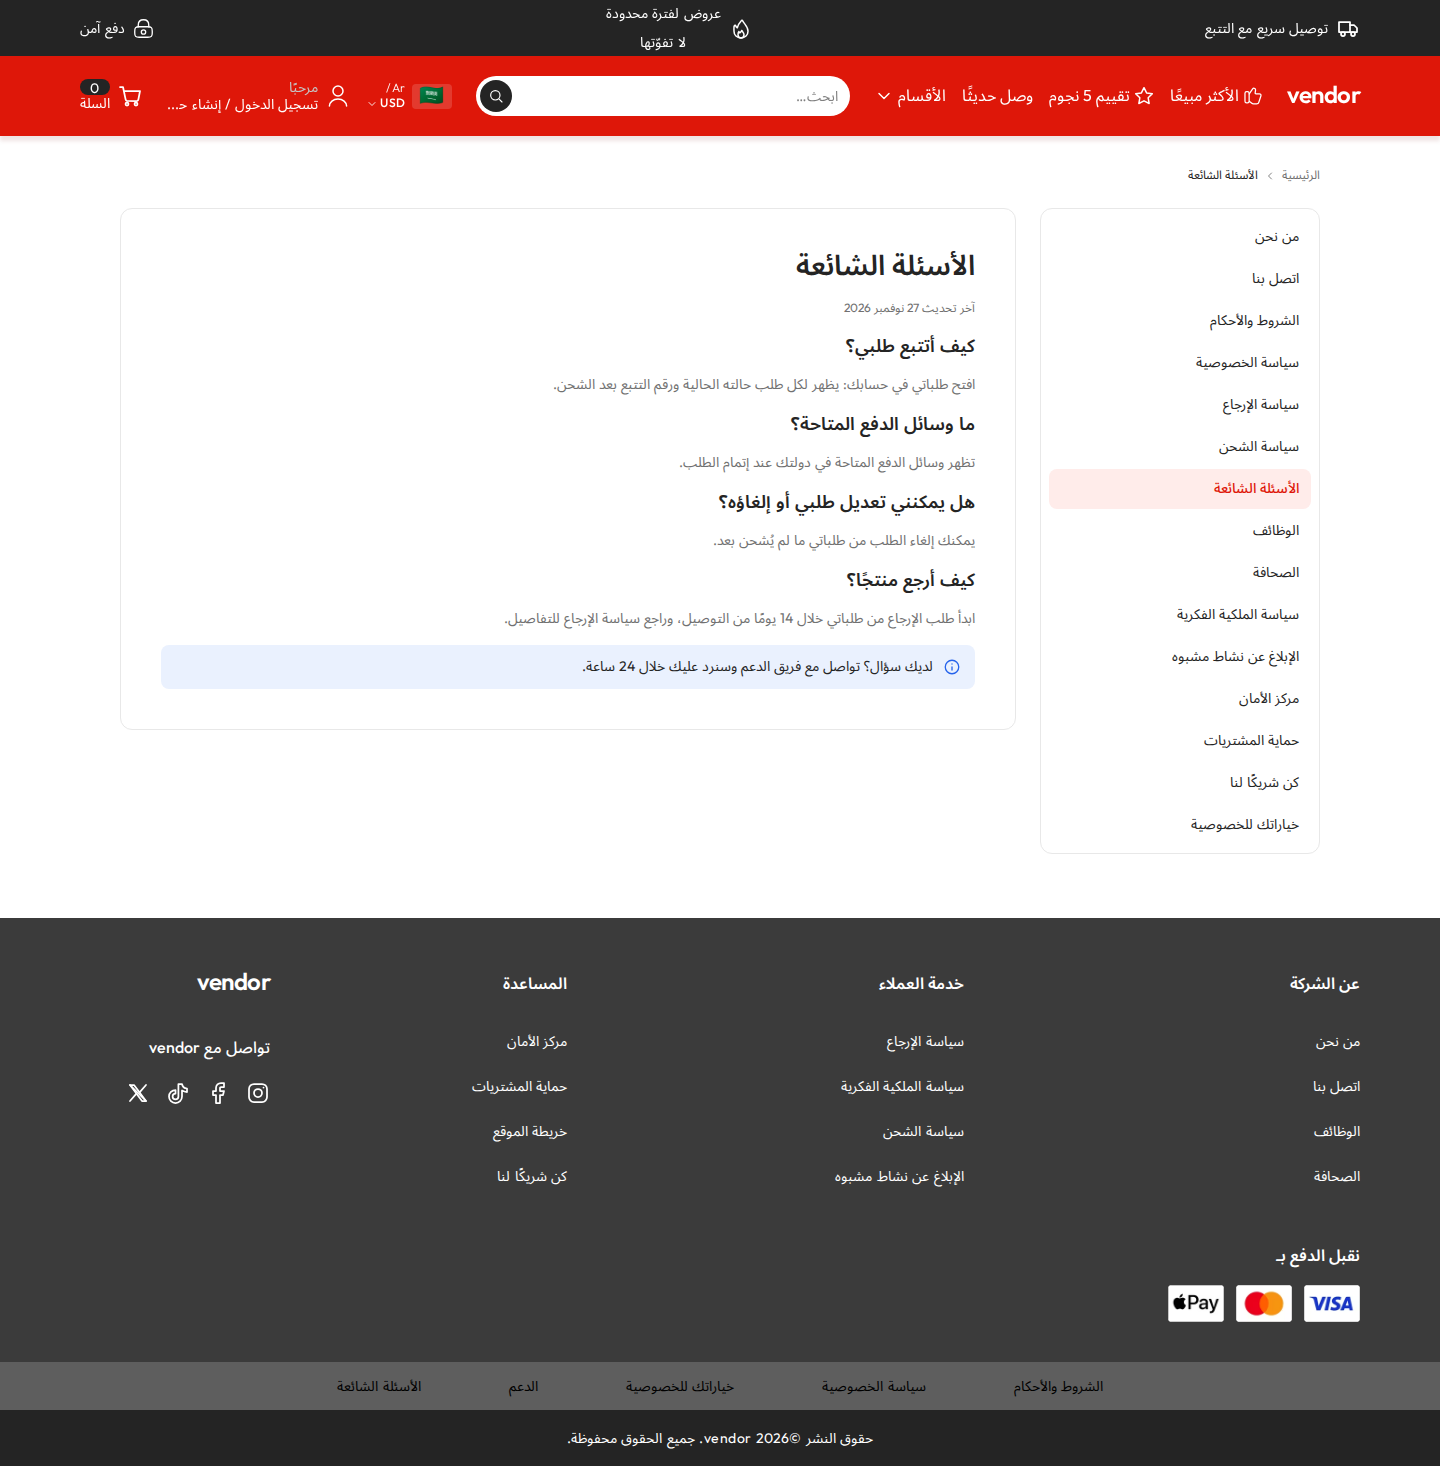 توصيل سريع مع التتبع
عروض لفترة محدودة
لا تفوّتها
دفع آمن
vendor
الأكثر مبيعًا
تقييم 5 نجوم
وصل حديثًا
الأقسام
ابحث...
Ar /
USD
مرحبًا
تسجيل الدخول / إنشاء حـ...
0
السلة
الرئيسية
الأسئلة الشائعة
من نحن
اتصل بنا
الشروط والأحكام
سياسة الخصوصية
سياسة الإرجاع
سياسة الشحن
الأسئلة الشائعة
الوظائف
الصحافة
سياسة الملكية الفكرية
الإبلاغ عن نشاط مشبوه
مركز الأمان
حماية المشتريات
كن شريكًا لنا
خياراتك للخصوصية
الأسئلة الشائعة
آخر تحديث 27 نوفمبر 2026
كيف أتتبع طلبي؟
افتح طلباتي في حسابك: يظهر لكل طلب حالته الحالية ورقم التتبع بعد الشحن.
ما وسائل الدفع المتاحة؟
تظهر وسائل الدفع المتاحة في دولتك عند إتمام الطلب.
هل يمكنني تعديل طلبي أو إلغاؤه؟
يمكنك إلغاء الطلب من طلباتي ما لم يُشحن بعد.
كيف أرجع منتجًا؟
ابدأ طلب الإرجاع من طلباتي خلال 14 يومًا من التوصيل، وراجع سياسة الإرجاع للتفاصيل.
لديك سؤال؟ تواصل مع فريق الدعم وسنرد عليك خلال 24 ساعة.
عن الشركة
من نحن
اتصل بنا
الوظائف
الصحافة
خدمة العملاء
سياسة الإرجاع
سياسة الملكية الفكرية
سياسة الشحن
الإبلاغ عن نشاط مشبوه
المساعدة
مركز الأمان
حماية المشتريات
خريطة الموقع
كن شريكًا لنا
vendor
تواصل مع vendor
نقبل الدفع بـ
VISA
Pay
الشروط والأحكام
سياسة الخصوصية
خياراتك للخصوصية
الدعم
الأسئلة الشائعة
حقوق النشر ©2026 vendor. جميع الحقوق محفوظة.